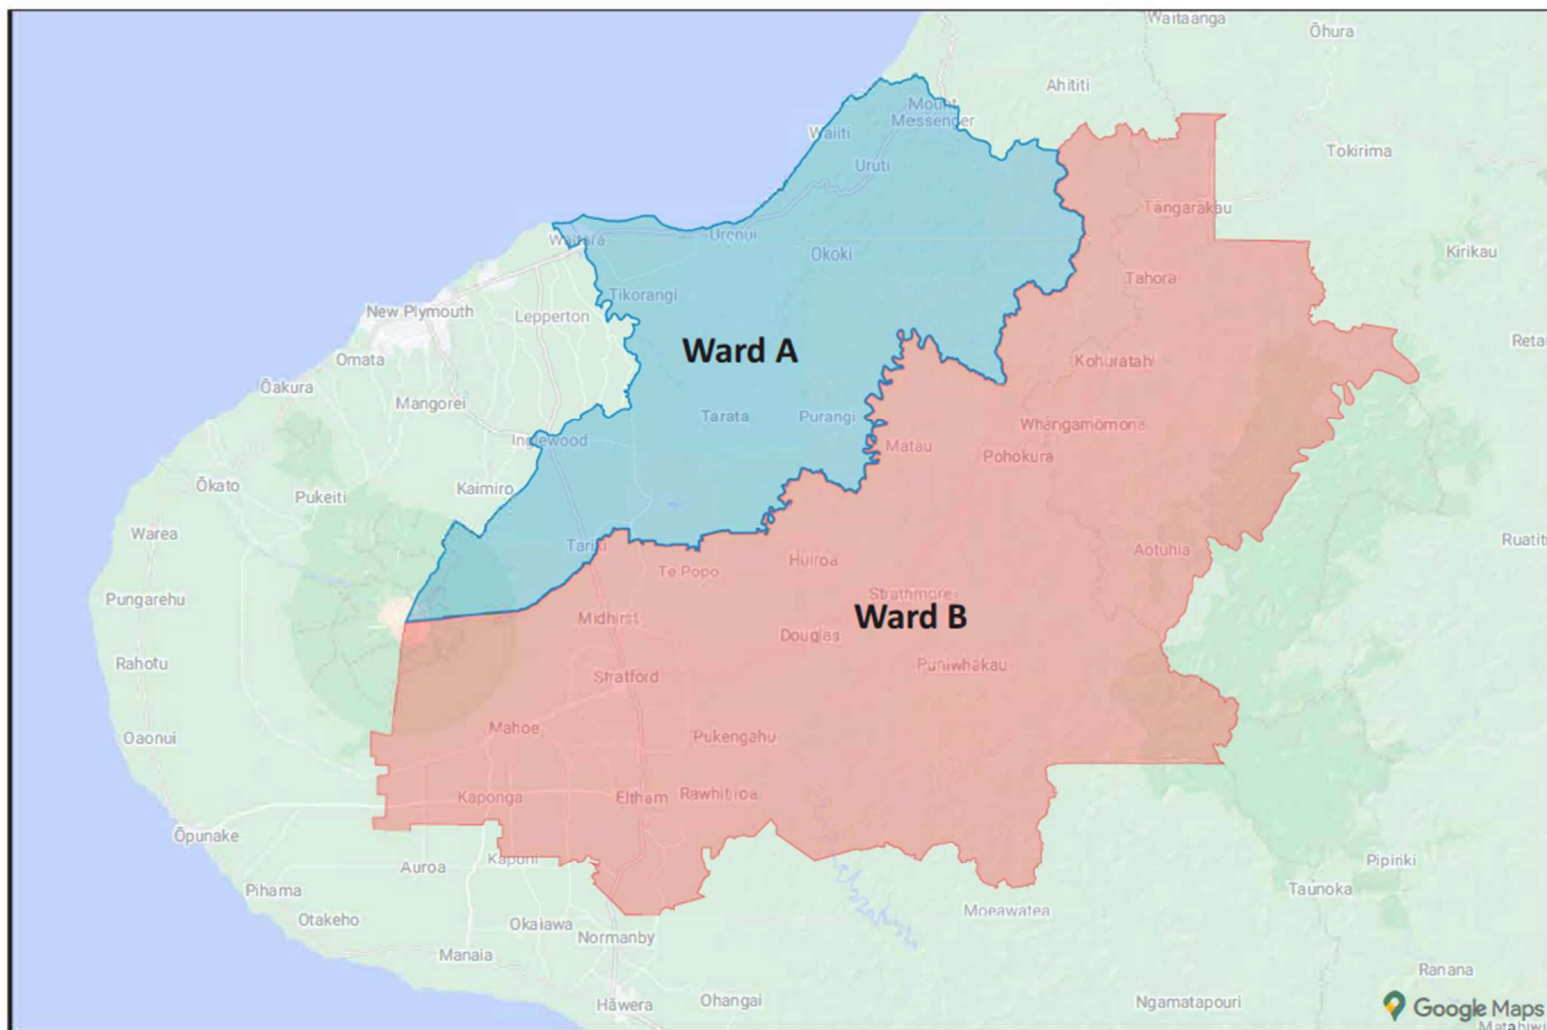 Waitaanga
Ōhura
Ahititi
Mount
Messenger
Waiiti
Tokirima
Uruti
Tāngarākau
Waitara
Urenui
Okoki
Kirikau
Tahora
Tikorangi
New Plymouth
Lepperton
Ward A
Omata
Kohuratahi
Ōakura
Mangorei
Tarata
Purangi
Whangamōmona
Inglewood
Matau
Pohokura
Ōkato
Pukeiti
Kaimiro
Warea
Tariki
Aotuhia
Huiroa
Te Popo
Pungarehu
Strathmore
Midhirst
Ward B
Douglas
Rahotu
Puniwhakau
Stratford
Mahoe
Oaonui
Pukengahu
Kaponga
Eltham
Rawhitiroa
Ōpunake
Kapuni
Auroa
Pipiriki
Pihama
Taunoka
Moeawatea
Otakeho
Okaiawa
Normanby
Manaia
Ranana
Hāwera
Ohangai
Ngamatapouri
Google Maps